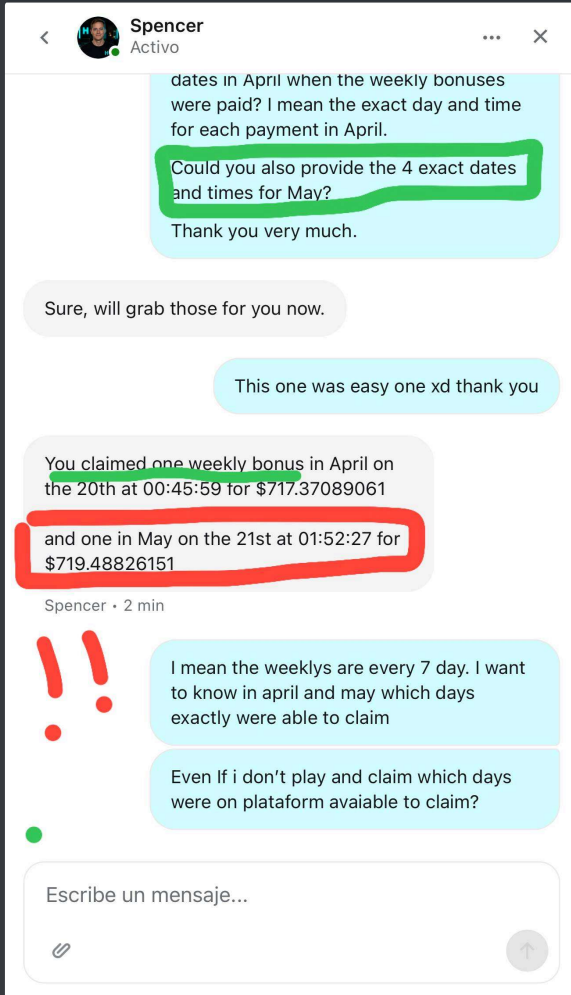 Spencer
Activo
dates in April when the weekly bonuses
were paid? I mean the exact day and time
for each payment in April.
Could you also provide the 4 exact dates
and times for May?
Thank you very much.
Sure, will grab those for you now.
This one was easy one xd thank you
You claimed one weekly bonus in April on
the 20th at 00:45:59 for $717.37089061
and one in May on the 21st at 01:52:27 for
$719.48826151
Spencer • 2 min
!!
I mean the weeklys are every 7 day. I want
to know in april and may which days
exactly were able to claim
Even If i don't play and claim which days
were on plataform avaiable to claim?
Escribe un mensaje...